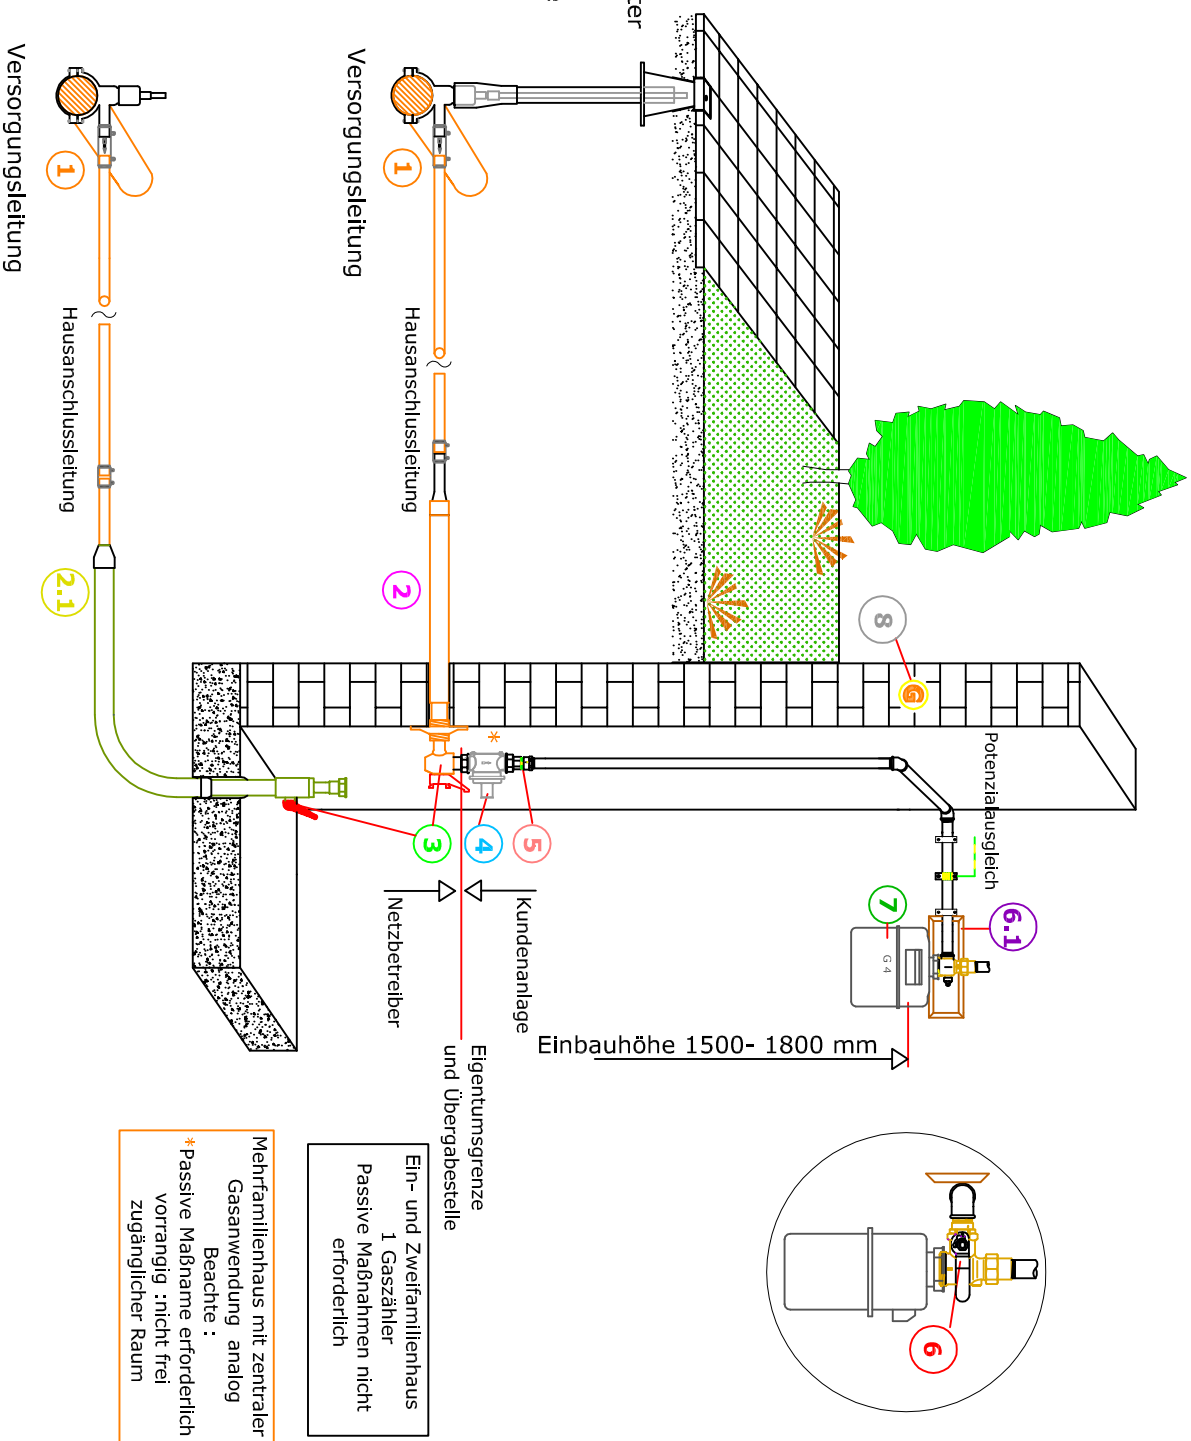 ter
Versorgungsleitung
Versorgungsleitung
1
1
Hausanschlussleitung
Hausanschlussleitung
2
2.1
8
G
Potenzialausgleich
*
3
4
5
6.1
7
G 4
Netzbetreiber
Kundenanlage
Einbauhöhe 1500- 1800 mm
Eigentumsgrenze
und Übergabestelle
6
Ein- und Zweifamilienhaus
1 Gaszähler
Passive Maßnahmen nicht
erforderlich
Mehrfamilienhaus mit zentraler
Gasanwendung analog
Beachte :
*Passive Maßname erforderlich
vorrangig :nicht frei
zugänglicher Raum